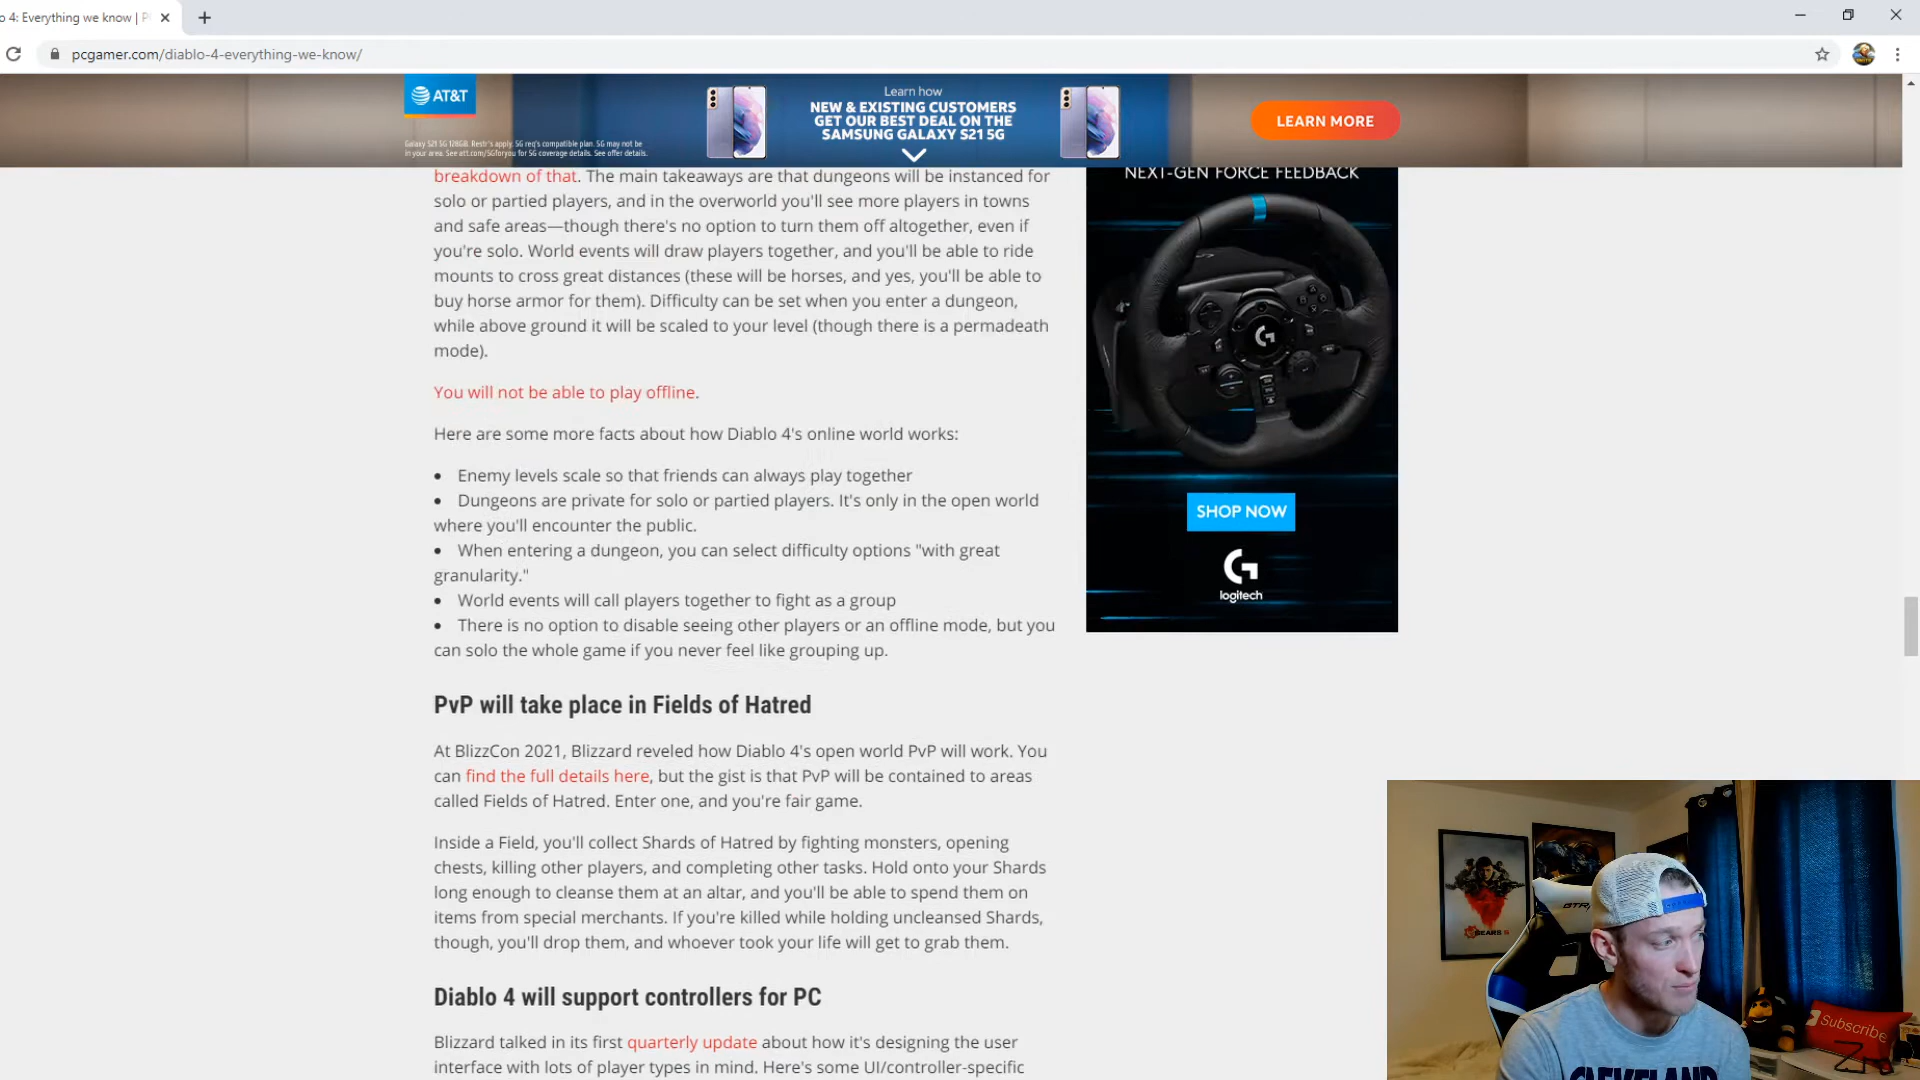 o 4: Everything we know | P
pcgamer.com/diablo-4-everything-we-know/
AT&T
Galaxy S21 5G 128GB. Restr's apply. 5G req's compatible plan. 5G may not be
in your area. See att.com/5Gforyou for 5G coverage details. See offer details.
Learn how
NEW & EXISTING CUSTOMERS
GET OUR BEST DEAL ON THE
SAMSUNG GALAXY S21 5G
LEARN MORE
breakdown of that. The main takeaways are that dungeons will be instanced for
solo or partied players, and in the overworld you'll see more players in towns
and safe areas—though there's no option to turn them off altogether, even if
you're solo. World events will draw players together, and you'll be able to ride
mounts to cross great distances (these will be horses, and yes, you'll be able to
buy horse armor for them). Difficulty can be set when you enter a dungeon,
while above ground it will be scaled to your level (though there is a permadeath
mode).
You will not be able to play offline.
Here are some more facts about how Diablo 4's online world works:
• Enemy levels scale so that friends can always play together
• Dungeons are private for solo or partied players. It's only in the open world
where you'll encounter the public.
• When entering a dungeon, you can select difficulty options "with great
granularity."
• World events will call players together to fight as a group
• There is no option to disable seeing other players or an offline mode, but you
can solo the whole game if you never feel like grouping up.
PvP will take place in Fields of Hatred
At BlizzCon 2021, Blizzard reveled how Diablo 4's open world PvP will work. You
can find the full details here, but the gist is that PvP will be contained to areas
called Fields of Hatred. Enter one, and you're fair game.
Inside a Field, you'll collect Shards of Hatred by fighting monsters, opening
chests, killing other players, and completing other tasks. Hold onto your Shards
long enough to cleanse them at an altar, and you'll be able to spend them on
items from special merchants. If you're killed while holding uncleansed Shards,
though, you'll drop them, and whoever took your life will get to grab them.
Diablo 4 will support controllers for PC
Blizzard talked in its first quarterly update about how it's designing the user
interface with lots of player types in mind. Here's some UI/controller-specific
NEXT-GEN FORCE FEEDBACK
SHOP NOW
logitech
GEARS 5
GTR
Subscribe
CLEVELAND